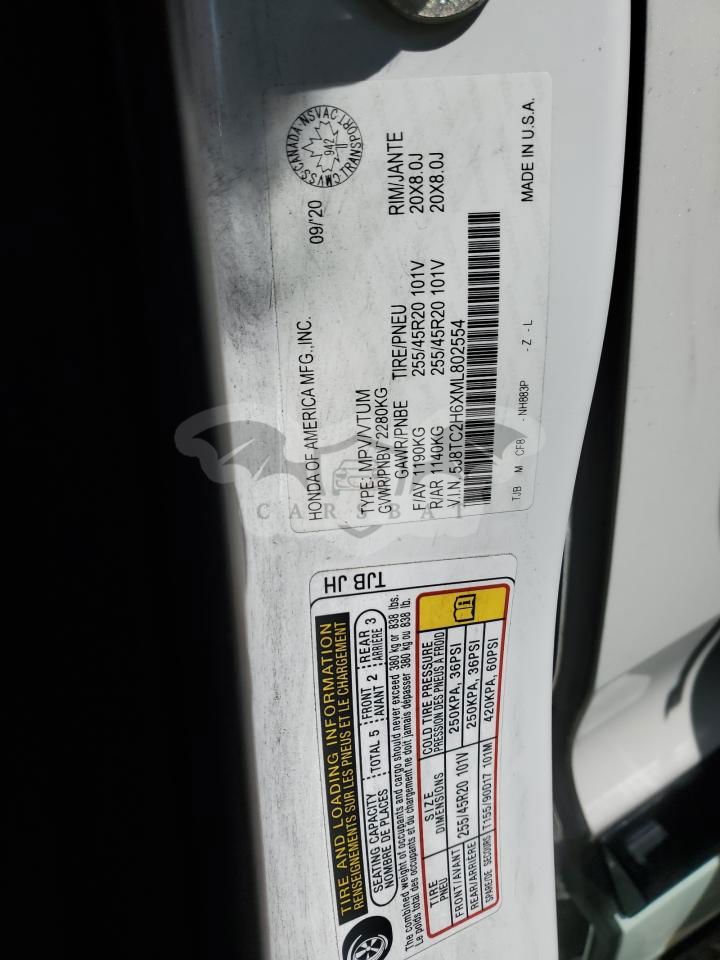 HONDA OF AMERICA MFG.,INC. 09/'20
CMVSS·CANADA·NSVAC TRANSPORT 942
TYPE: MPV/VTUM
GVWR/PNBV 2280KG
GAWR/PNBE TIRE/PNEU RIM/JANTE
F/AV 1190KG 255/45R20 101V 20X8.0J
R/AR 1140KG 255/45R20 101V 20X8.0J
V.I.N.: 5J8TC2H6XML802554
MADE IN U.S.A.
TJB M CF8 - NH883P - Z - L
CARSBAT
TJB JH
TIRE AND LOADING INFORMATION
RENSEIGNEMENTS SUR LES PNEUS ET LE CHARGEMENT
SEATING CAPACITY TOTAL 5 FRONT 2 REAR 3
NOMBRE DE PLACES AVANT ARRIÈRE
The combined weight of occupants and cargo should never exceed 380 kg or 838 lbs.
Le poids total des occupants et du chargement ne doit jamais dépasser 380 kg ou 838 lb.
TIRE SIZE COLD TIRE PRESSURE
PNEU DIMENSIONS PRESSION DES PNEUS À FROID
FRONT/AVANT 255/45R20 101V 250KPA, 36PSI
REAR/ARRIÈRE 250KPA, 36PSI
SPARE/DE SECOURS T155/90D17 101M 420KPA, 60PSI